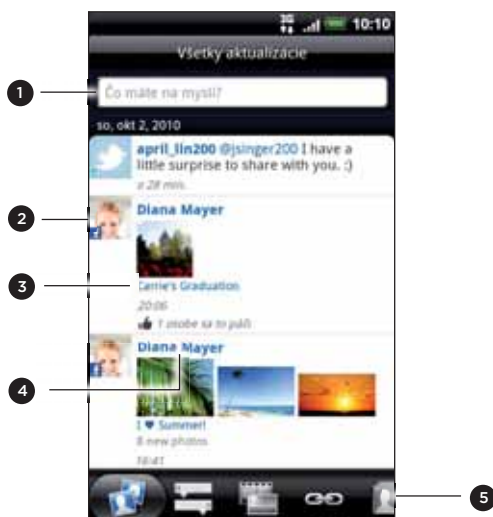 3G 10:10
Všetky aktualizácie
1
Čo máte na mysli?
so, okt 2, 2010
april_lin200 @jsinger200 I have a
little surprise to share with you. :)
o 28 min.
2
Diana Mayer
3
Carrie's Graduation
20:06
1 osobe sa to páči
Diana Mayer
4
I ♥ Summer!
8 new photos
18:41
5